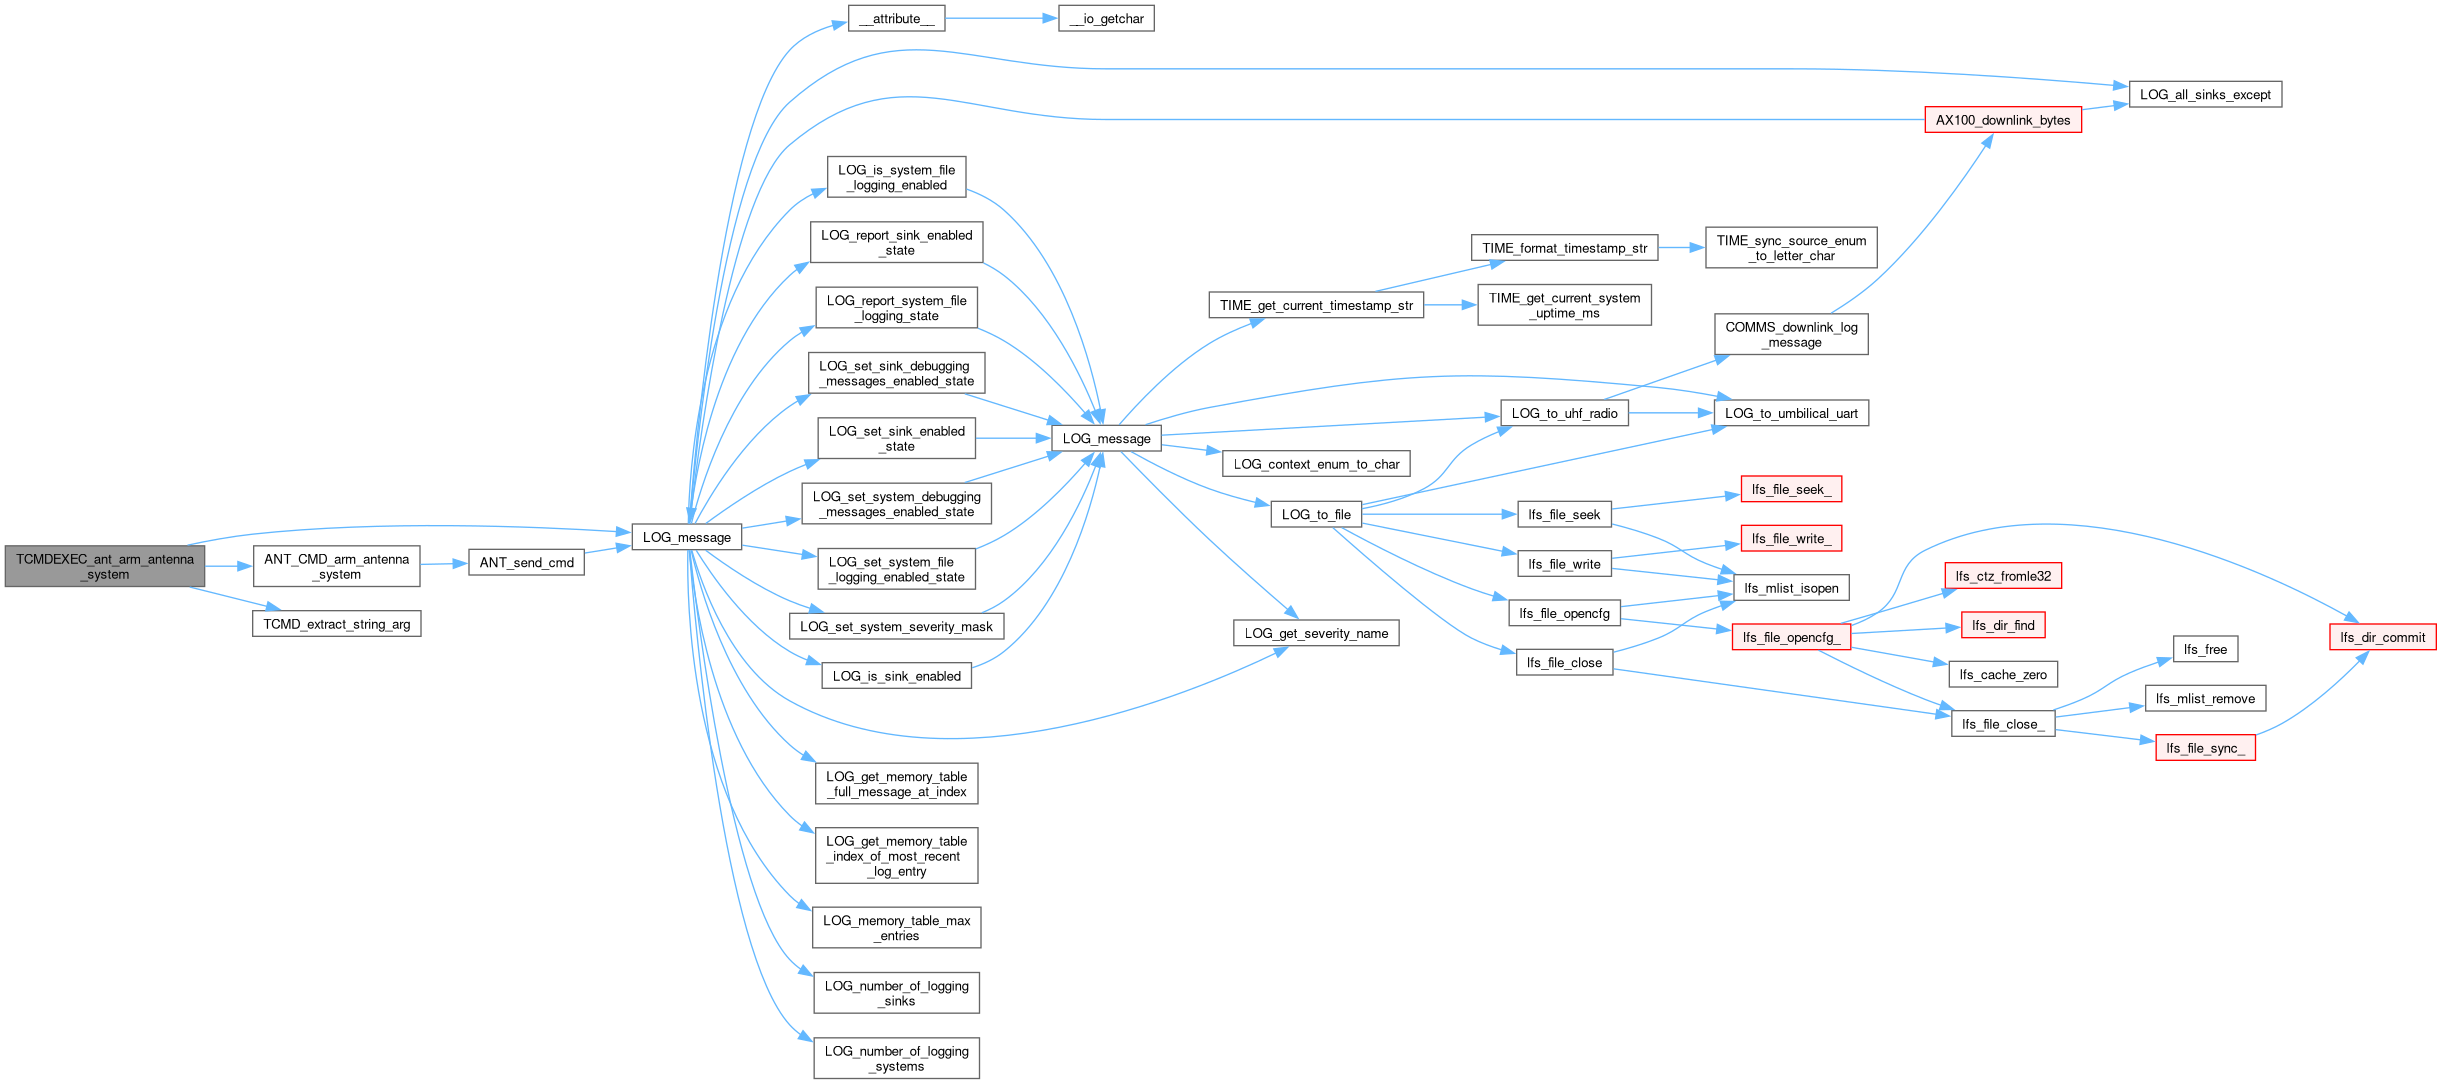 __attribute__
__io_getchar
LOG_all_sinks_except
AX100_downlink_bytes
LOG_is_system_file
_logging_enabled
LOG_report_sink_enabled
_state
TIME_format_timestamp_str
TIME_sync_source_enum
_to_letter_char
LOG_report_system_file
_logging_state
TIME_get_current_timestamp_str
TIME_get_current_system
_uptime_ms
COMMS_downlink_log
_message
LOG_set_sink_debugging
_messages_enabled_state
LOG_to_uhf_radio
LOG_to_umbilical_uart
LOG_set_sink_enabled
_state
LOG_message
LOG_context_enum_to_char
LOG_set_system_debugging
_messages_enabled_state
LOG_to_file
lfs_file_seek
lfs_file_seek_
LOG_message
TCMDEXEC_ant_arm_antenna
_system
ANT_CMD_arm_antenna
_system
ANT_send_cmd
TCMD_extract_string_arg
LOG_set_system_file
_logging_enabled_state
lfs_file_write
lfs_file_write_
lfs_mlist_isopen
lfs_ctz_fromle32
LOG_set_system_severity_mask
LOG_get_severity_name
lfs_file_opencfg
lfs_file_opencfg_
lfs_dir_find
lfs_dir_commit
LOG_is_sink_enabled
lfs_file_close
lfs_cache_zero
lfs_free
lfs_mlist_remove
lfs_file_close_
lfs_file_sync_
LOG_get_memory_table
_full_message_at_index
LOG_get_memory_table
_index_of_most_recent
_log_entry
LOG_memory_table_max
_entries
LOG_number_of_logging
_sinks
LOG_number_of_logging
_systems